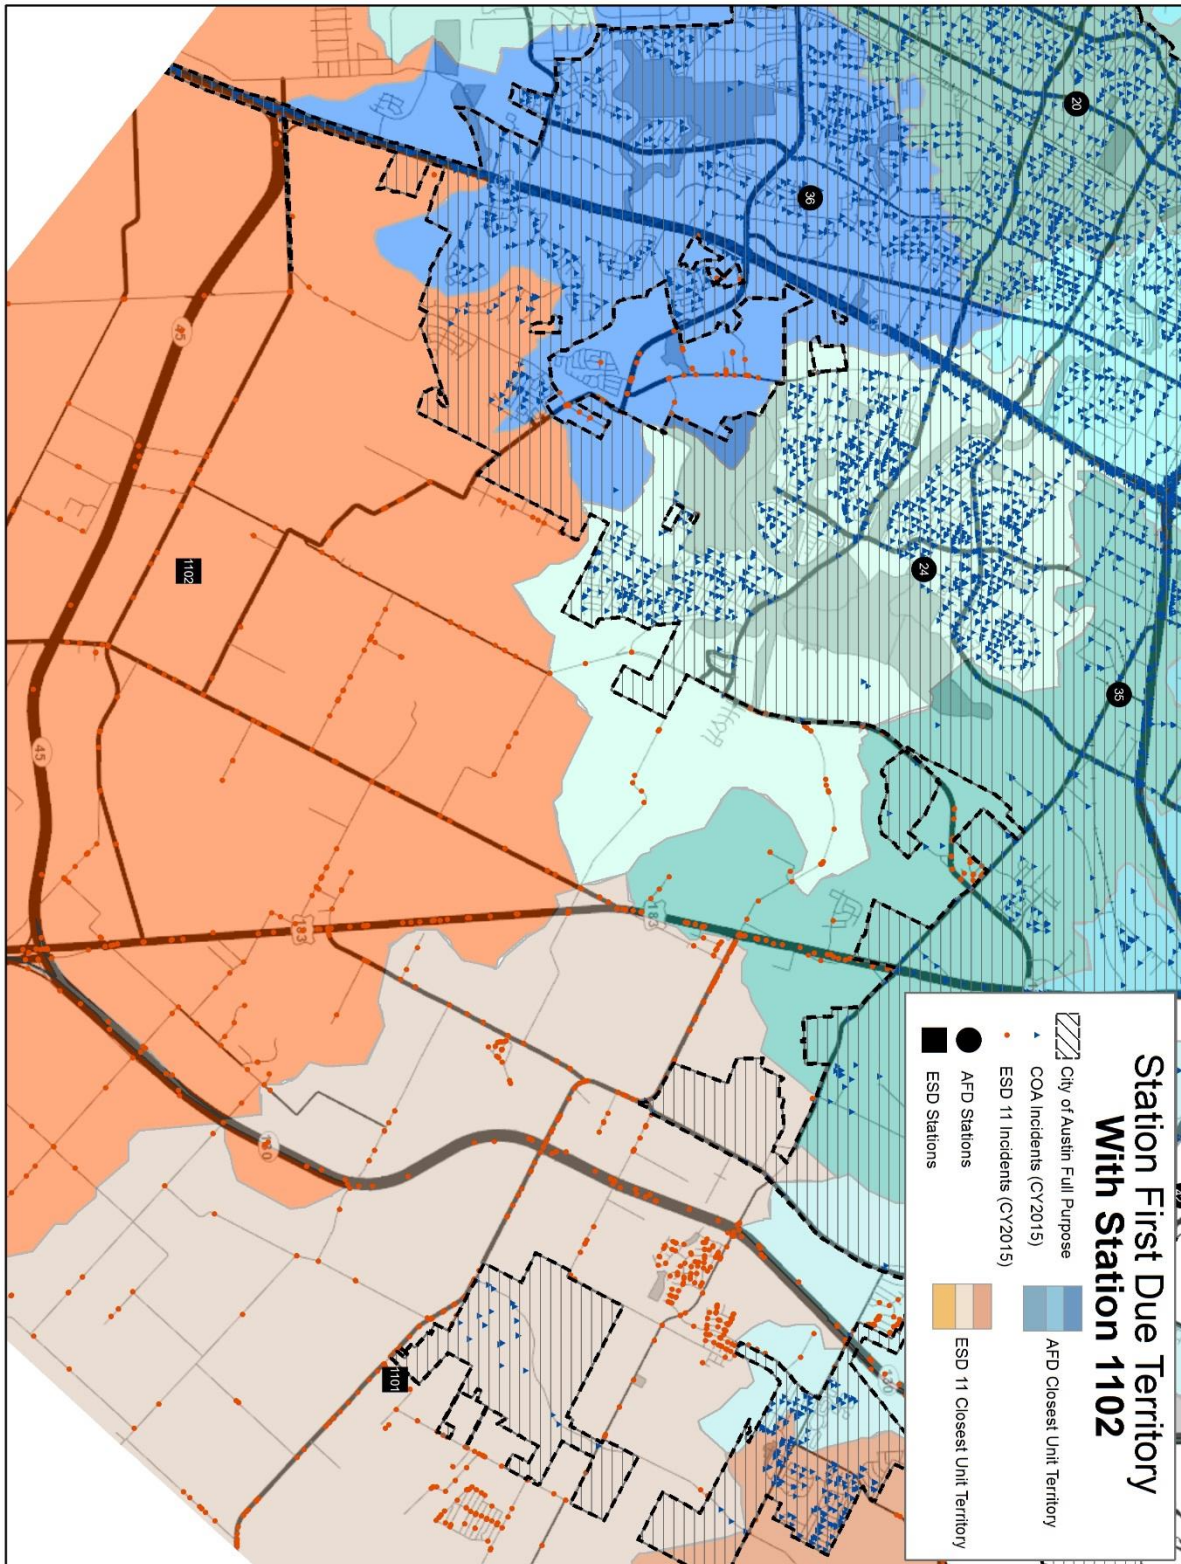 Station First Due Territory
With Station 1102
City of Austin Full Purpose
COA Incidents (CY2015)
ESD 11 Incidents (CY2015)
AFD Stations
ESD Stations
AFD Closest Unit Territory
ESD 11 Closest Unit Territory
20
36
24
35
1102
1101
45
45
183
183
130